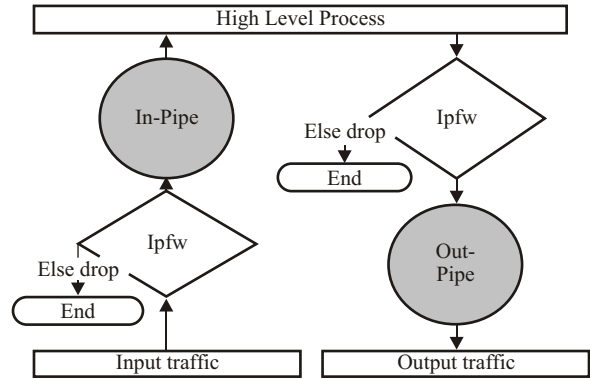 High Level Process
In-Pipe
Ipfw
Else drop
End
Input traffic
Ipfw
Else drop
End
Out-
Pipe
Output traffic